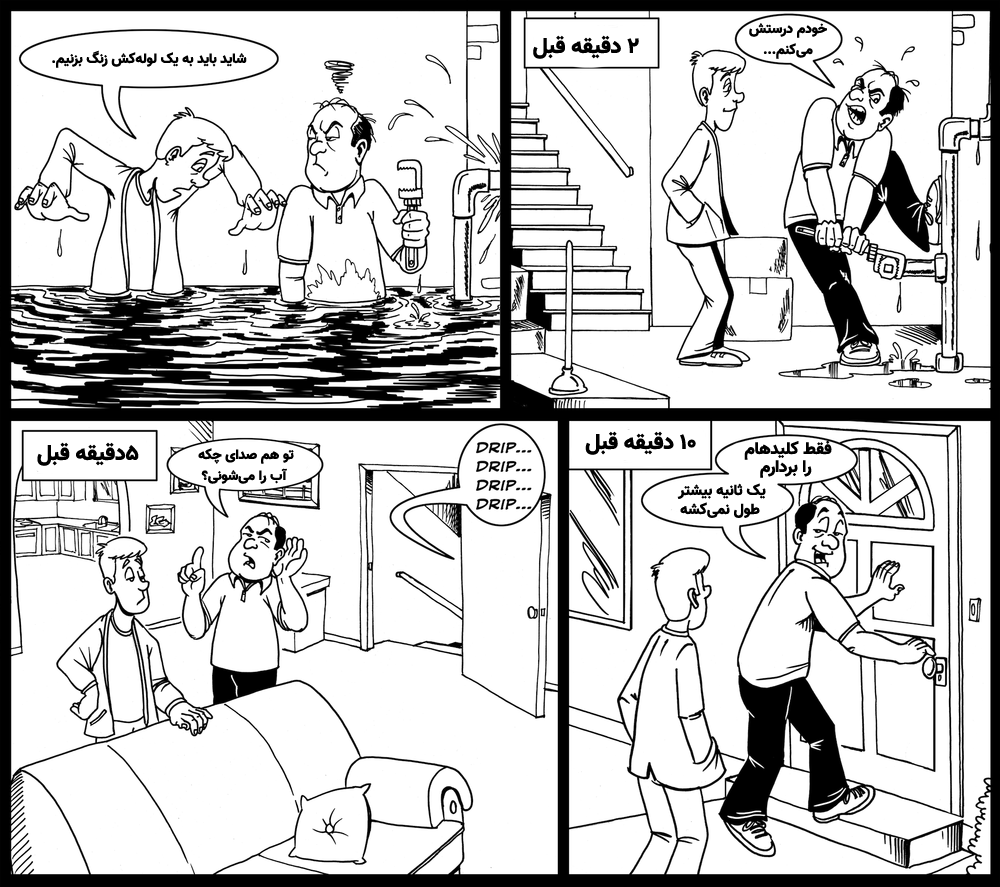 شاید باید به یک لوله‌کش زنگ بزنیم.
۲ دقیقه قبل
خودم درستش
می‌کنم...
۵دقیقه قبل
تو هم صدای چکه
آب را می‌شونی؟
DRIP...
DRIP...
DRIP...
DRIP...
۱۰ دقیقه قبل
فقط کلیدهام
را بردارم
یک ثانیه بیشتر
طول نمی‌کشه